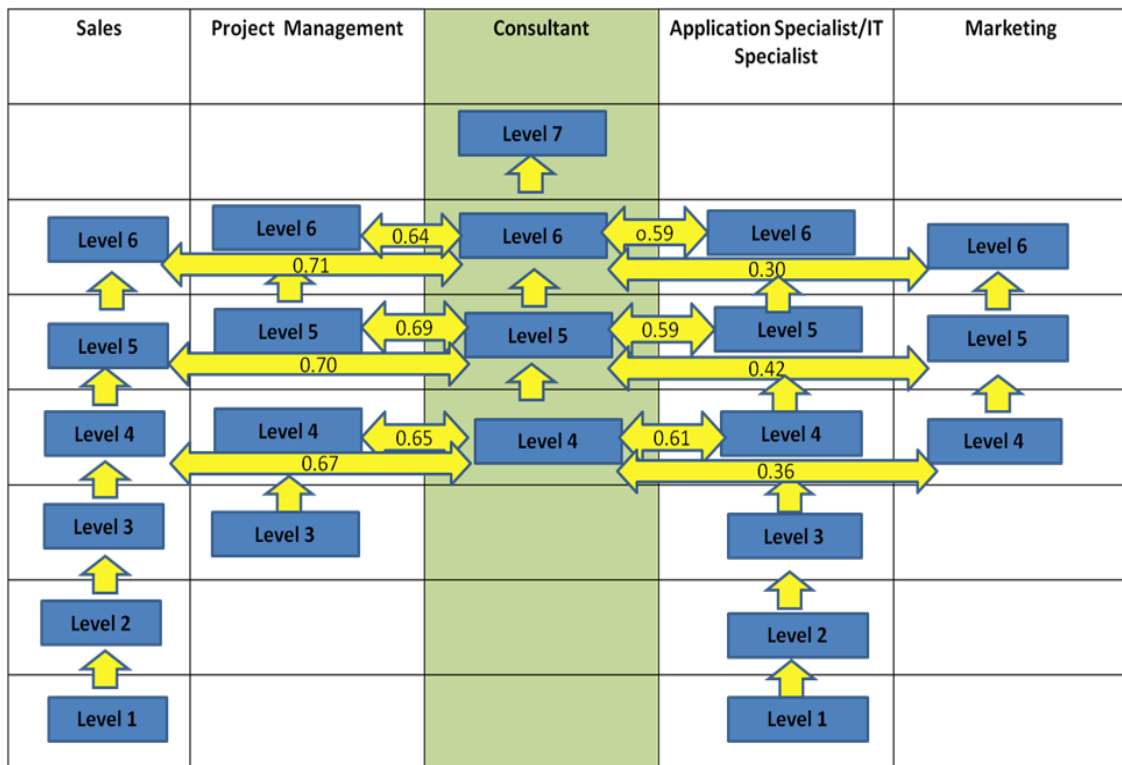 Sales
Project Management
Consultant
Application Specialist/IT
Specialist
Marketing
Level 7
Level 6
Level 6
0.64
Level 6
o.59
Level 6
Level 6
0.71
0.30
Level 5
Level 5
0.69
Level 5
0.59
Level 5
Level 5
0.70
0.42
Level 4
Level 4
0.65
Level 4
0.61
Level 4
Level 4
0.67
0.36
Level 3
Level 3
Level 3
Level 2
Level 2
Level 1
Level 1